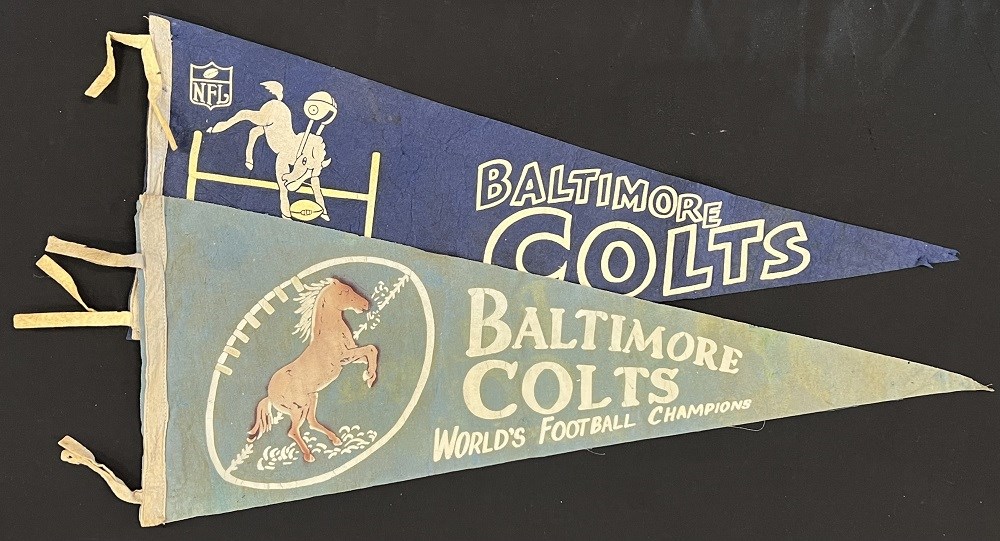 NFL
BALTIMORE
COLTS
BALTIMORE
COLTS
WORLD'S FOOTBALL CHAMPIONS